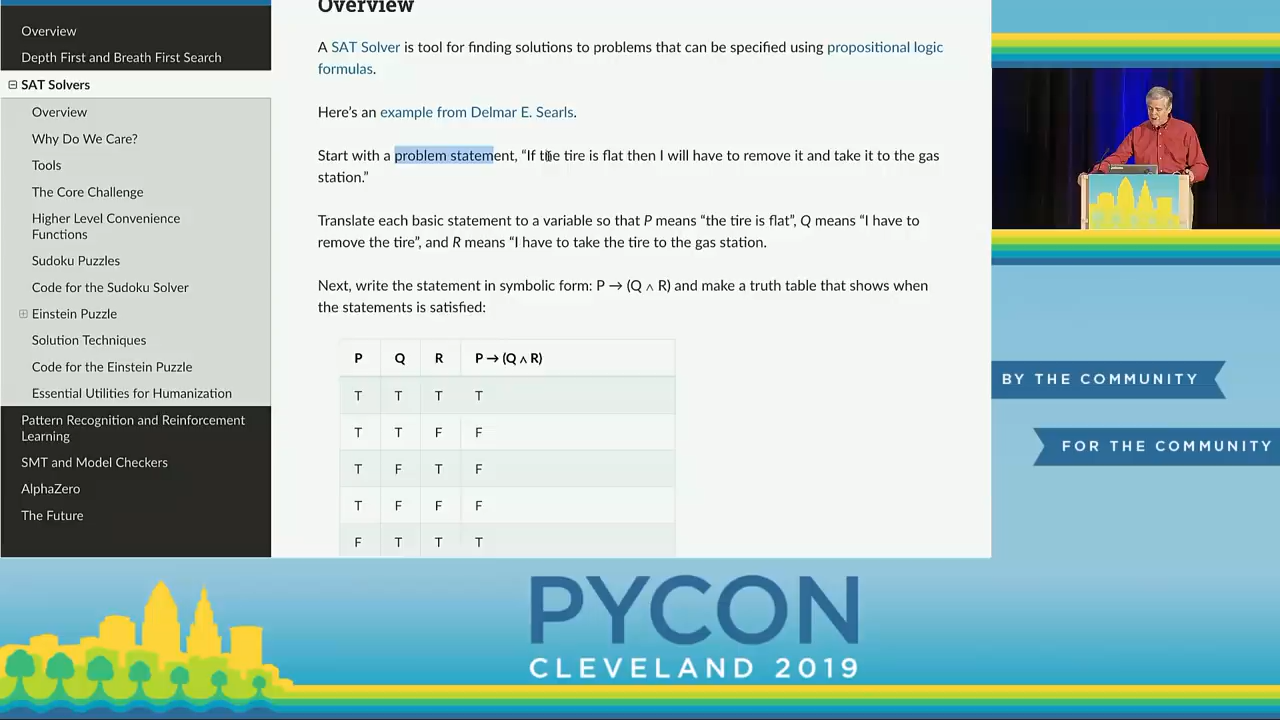 Overview
Depth First and Breath First Search
SAT Solvers
Overview
Why Do We Care?
Tools
The Core Challenge
Higher Level Convenience
Functions
Sudoku Puzzles
Code for the Sudoku Solver
Einstein Puzzle
Solution Techniques
Code for the Einstein Puzzle
Essential Utilities for Humanization
Pattern Recognition and Reinforcement
Learning
SMT and Model Checkers
AlphaZero
The Future
Overview
A SAT Solver is tool for finding solutions to problems that can be specified using propositional logic
formulas.
Here's an example from Delmar E. Searls.
Start with a problem statement, “If the tire is flat then I will have to remove it and take it to the gas
station.”
Translate each basic statement to a variable so that P means “the tire is flat”, Q means “I have to
remove the tire”, and R means “I have to take the tire to the gas station.
Next, write the statement in symbolic form: P → (Q ∧ R) and make a truth table that shows when
the statements is satisfied:
P Q R P → (Q ∧ R)
T T T T
T T F F
T F T F
T F F F
F T T T
BY THE COMMUNITY
FOR THE COMMUNITY
PYCON
CLEVELAND 2019